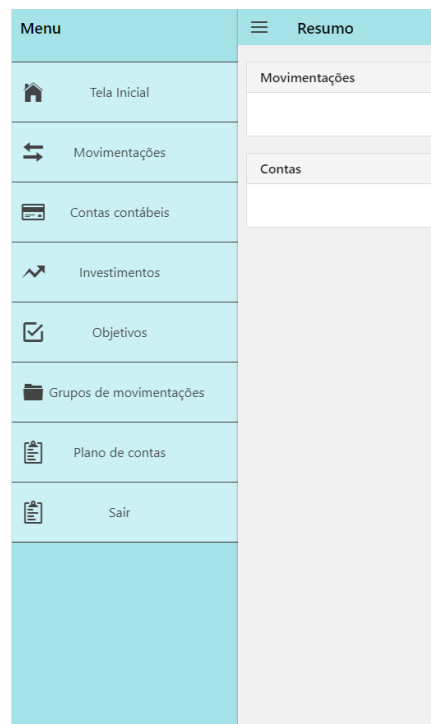 Menu
Tela Inicial
Movimentações
Contas contábeis
Investimentos
Objetivos
Grupos de movimentações
Plano de contas
Sair
Resumo
Movimentações
Contas